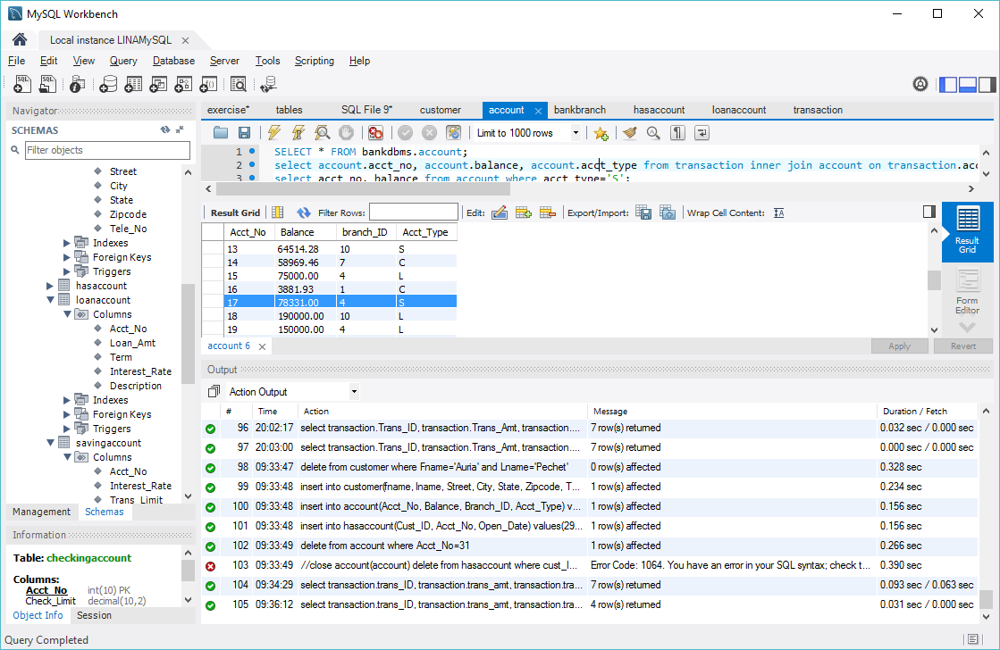 MySQL Workbench
Local instance LINAMySQL
File Edit View Query Database Server Tools Scripting Help
Navigator
SCHEMAS
Filter objects
Street
City
State
Zipcode
Tele_No
Indexes
Foreign Keys
Triggers
hasaccount
loanaccount
Columns
Acct_No
Loan_Amt
Term
Interest_Rate
Description
Indexes
Foreign Keys
Triggers
savingaccount
Columns
Acct_No
Interest_Rate
Trans_Limit
Management Schemas
Information
Table: checkingaccount
Columns:
Acct_No int(10) PK
Check_Limit decimal(10,2)
Object Info Session
exercise* tables SQL File 9* customer account bankbranch hasaccount loanaccount transaction
Limit to 1000 rows
1 SELECT * FROM bankdbms.account;
2 select account.acct_no, account.balance, account.acct_type from transaction inner join account on transaction.acc
3 select acct_no, balance from account where acct_type='S';
Result Grid Filter Rows: Edit: Export/Import: Wrap Cell Content:
Acct_No Balance branch_ID Acct_Type
13 64514.28 10 S
14 58969.46 7 C
15 75000.00 4 L
16 3881.93 1 C
17 78331.00 4 S
18 190000.00 10 L
19 150000.00 4 L
Result Grid
Form Editor
account 6
Apply Revert
Output
Action Output
# Time Action Message Duration / Fetch
96 20:02:17 select transaction.Trans_ID, transaction.Trans_Amt, transaction.... 7 row(s) returned 0.032 sec / 0.000 sec
97 20:03:00 select transaction.Trans_ID, transaction.Trans_Amt, transaction.... 7 row(s) returned 0.000 sec / 0.000 sec
98 09:33:47 delete from customer where Fname='Auria' and Lname='Pechet' 0 row(s) affected 0.328 sec
99 09:33:48 insert into customer(fname, lname, Street, City, State, Zipcode, T... 1 row(s) affected 0.234 sec
100 09:33:48 insert into account(Acct_No, Balance, Branch_ID, Acct_Type) v... 1 row(s) affected 0.156 sec
101 09:33:48 insert into hasaccount(Cust_ID, Acct_No, Open_Date) values(29... 1 row(s) affected 0.156 sec
102 09:33:49 delete from account where Acct_No=31 1 row(s) affected 0.266 sec
103 09:33:49 //close account(account) delete from hasaccount where cust_I... Error Code: 1064. You have an error in your SQL syntax; check t... 0.390 sec
104 09:34:29 select transaction.trans_ID, transaction.trans_amt, transaction.tra... 7 row(s) returned 0.093 sec / 0.063 sec
105 09:36:12 select transaction.trans_ID, transaction.trans_amt, transaction.tra... 4 row(s) returned 0.031 sec / 0.000 sec
Query Completed